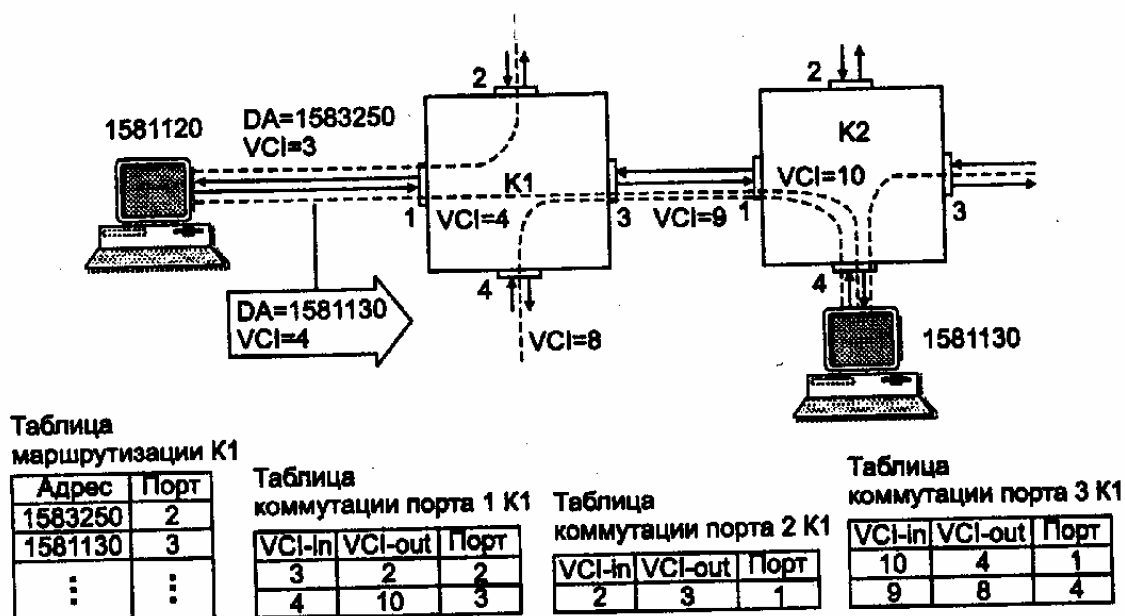 2
2
1581120
DA=1583250
VCI=3
K1
K2
VCI=10
1
VCI=4
3
VCI=9
1
3
4
4
DA=1581130
VCI=4
VCI=8
1581130
Таблица
маршрутизации К1
Адрес Порт
1583250 2
1581130 3
⋮ ⋮
Таблица
коммутации порта 1 К1
VCI-in VCI-out Порт
3 2 2
4 10 3
Таблица
коммутации порта 2 К1
VCI-in VCI-out Порт
2 3 1
Таблица
коммутации порта 3 К1
VCI-in VCI-out Порт
10 4 1
9 8 4